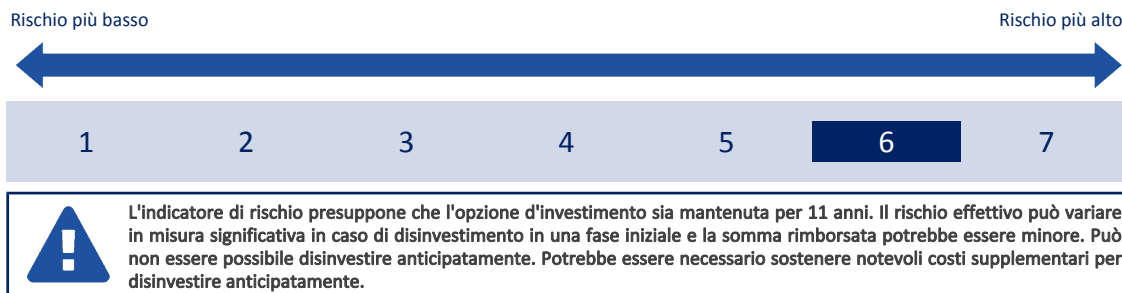 Rischio più basso Rischio più alto
1 2 3 4 5 6 7
L'indicatore di rischio presuppone che l'opzione d'investimento sia mantenuta per 11 anni. Il rischio effettivo può variare
in misura significativa in caso di disinvestimento in una fase iniziale e la somma rimborsata potrebbe essere minore. Può
non essere possibile disinvestire anticipatamente. Potrebbe essere necessario sostenere notevoli costi supplementari per
disinvestire anticipatamente.